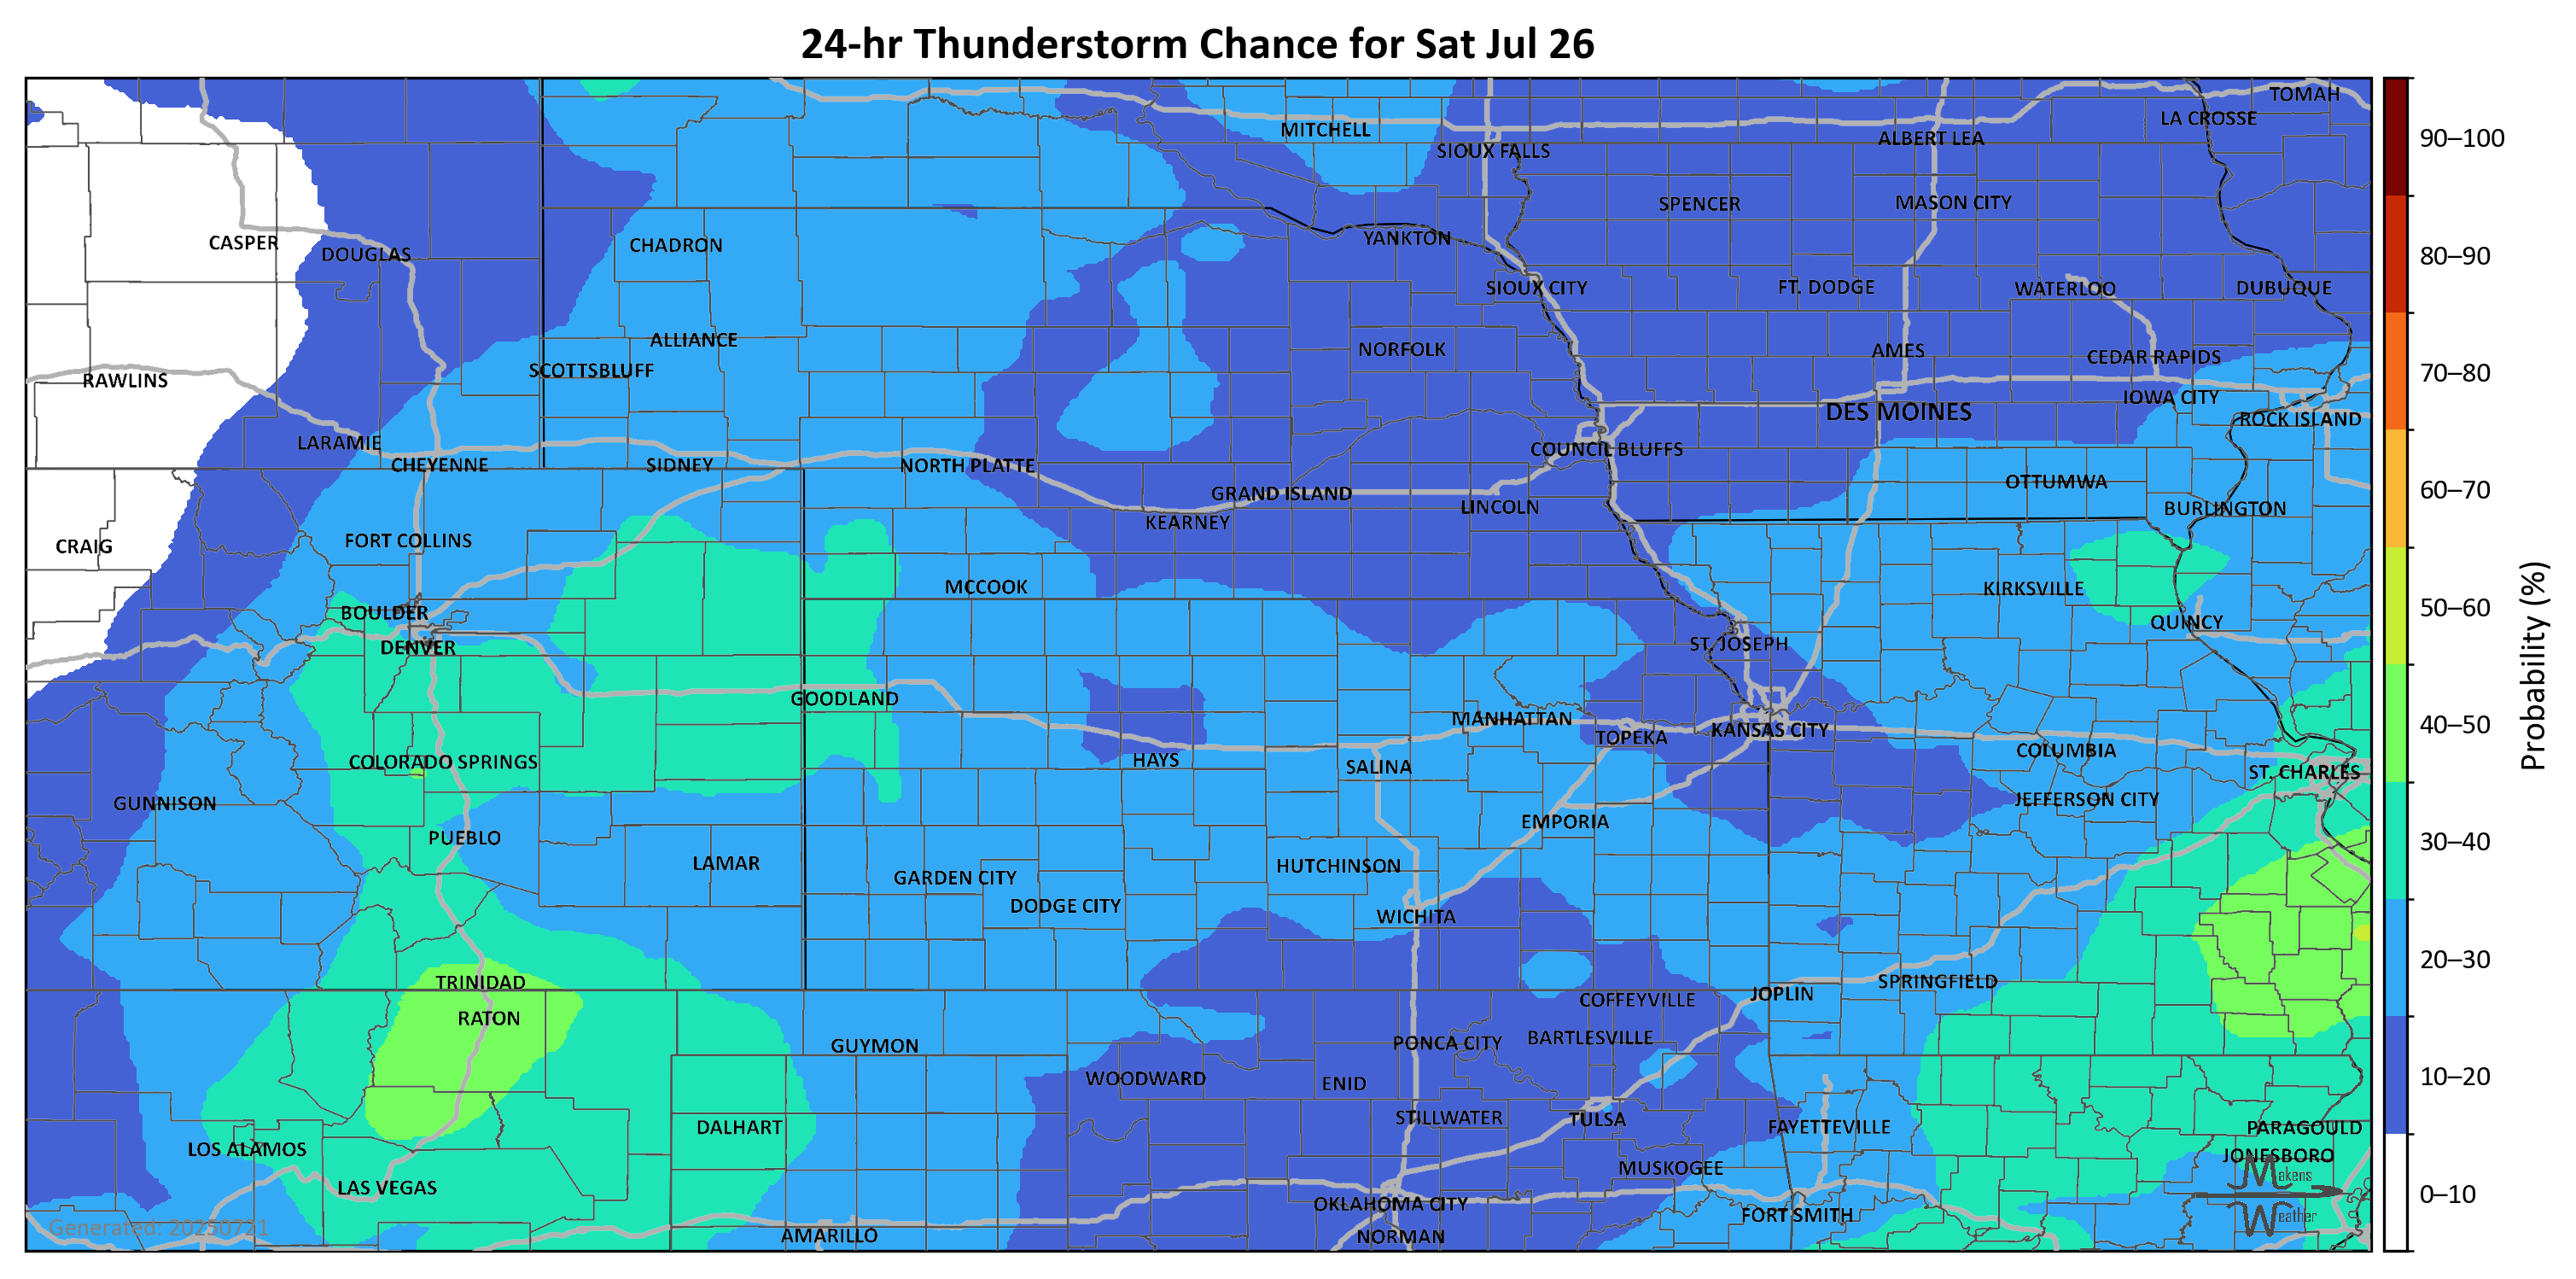 24-hr Thunderstorm Chance for Sat Jul 26
TOMAH
LA CROSSE
MITCHELL
ALBERT LEA
90–100
SIOUX FALLS
SPENCER
MASON CITY
CASPER
CHADRON
YANKTON
DOUGLAS
80–90
SIOUX CITY
FT. DODGE
WATERLOO
DUBUQUE
ALLIANCE
NORFOLK
AMES
CEDAR RAPIDS
SCOTTSBLUFF
RAWLINS
70–80
IOWA CITY
DES MOINES
ROCK ISLAND
LARAMIE
COUNCIL BLUFFS
CHEYENNE
SIDNEY
NORTH PLATTE
OTTUMWA
60–70
GRAND ISLAND
LINCOLN
BURLINGTON
KEARNEY
FORT COLLINS
CRAIG
MCCOOK
KIRKSVILLE
50–60
BOULDER
QUINCY
DENVER
ST. JOSEPH
Probability (%)
GOODLAND
MANHATTAN
40–50
KANSAS CITY
TOPEKA
COLUMBIA
COLORADO SPRINGS
HAYS
SALINA
ST. CHARLES
GUNNISON
JEFFERSON CITY
EMPORIA
PUEBLO
30–40
LAMAR
HUTCHINSON
GARDEN CITY
DODGE CITY
WICHITA
20–30
TRINIDAD
SPRINGFIELD
JOPLIN
COFFEYVILLE
RATON
BARTLESVILLE
GUYMON
PONCA CITY
WOODWARD
ENID
10–20
STILLWATER
TULSA
DALHART
FAYETTEVILLE
PARAGOULD
LOS ALAMOS
JONESBORO
MUSKOGEE
Makens
LAS VEGAS
0–10
OKLAHOMA CITY
FORT SMITH
Weather
Generated: 20250721
AMARILLO
NORMAN